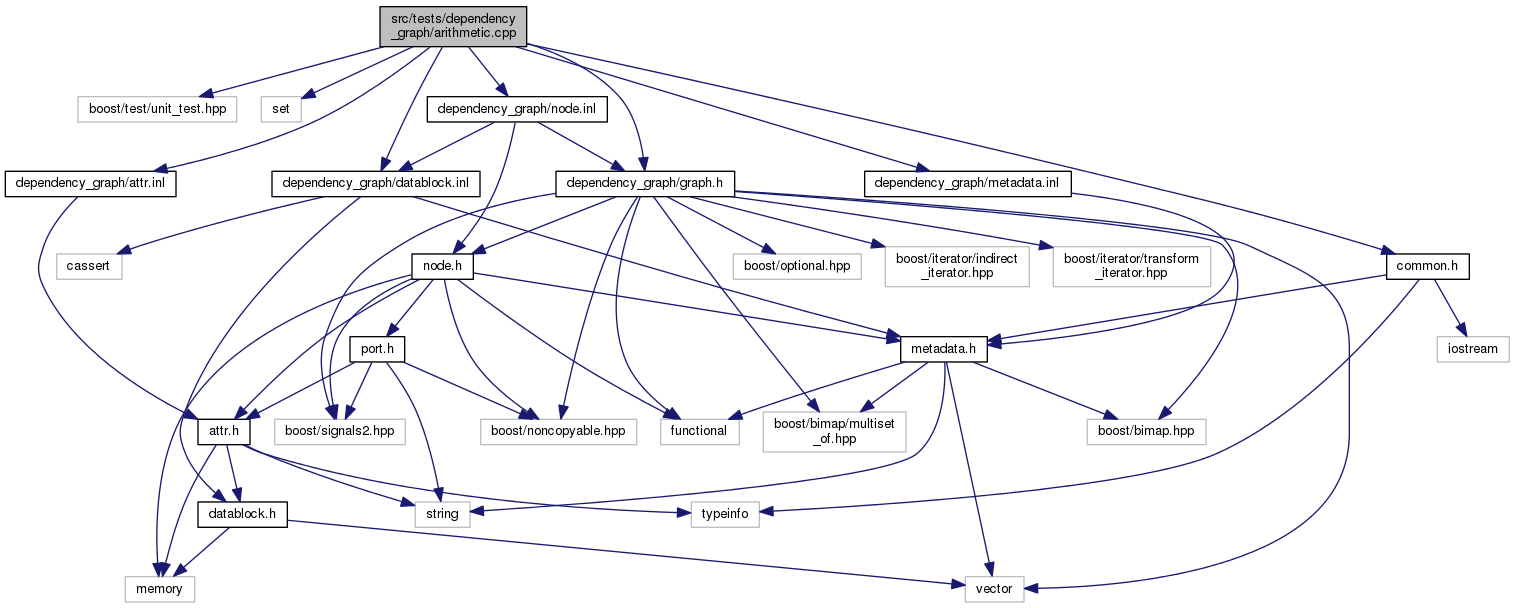 src/tests/dependency
_graph/arithmetic.cpp
boost/test/unit_test.hpp
set
dependency_graph/node.inl
dependency_graph/attr.inl
dependency_graph/datablock.inl
dependency_graph/graph.h
dependency_graph/metadata.inl
cassert
node.h
boost/optional.hpp
boost/iterator/indirect
_iterator.hpp
boost/iterator/transform
_iterator.hpp
common.h
port.h
metadata.h
iostream
attr.h
boost/signals2.hpp
boost/noncopyable.hpp
functional
boost/bimap/multiset
_of.hpp
boost/bimap.hpp
datablock.h
string
typeinfo
memory
vector